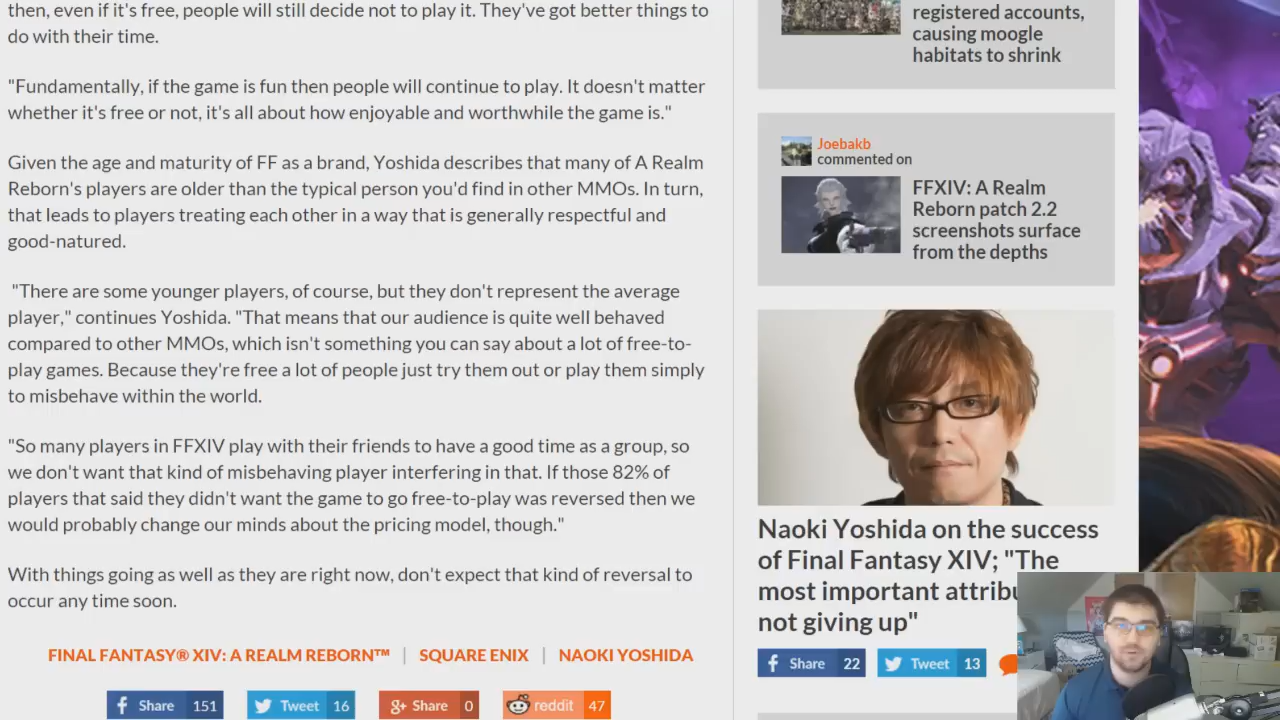 then, even if it's free, people will still decide not to play it. They've got better things to
do with their time.
"Fundamentally, if the game is fun then people will continue to play. It doesn't matter
whether it's free or not, it's all about how enjoyable and worthwhile the game is."
Given the age and maturity of FF as a brand, Yoshida describes that many of A Realm
Reborn's players are older than the typical person you'd find in other MMOs. In turn,
that leads to players treating each other in a way that is generally respectful and
good-natured.
"There are some younger players, of course, but they don't represent the average
player," continues Yoshida. "That means that our audience is quite well behaved
compared to other MMOs, which isn't something you can say about a lot of free-to-
play games. Because they're free a lot of people just try them out or play them simply
to misbehave within the world.
"So many players in FFXIV play with their friends to have a good time as a group, so
we don't want that kind of misbehaving player interfering in that. If those 82% of
players that said they didn't want the game to go free-to-play was reversed then we
would probably change our minds about the pricing model, though."
With things going as well as they are right now, don't expect that kind of reversal to
occur any time soon.
FINAL FANTASY® XIV: A REALM REBORN™ | SQUARE ENIX | NAOKI YOSHIDA
Share 151 Tweet 16 g+ Share 0 reddit 47
registered accounts,
causing moogle
habitats to shrink
Joebakb
commented on
FFXIV: A Realm
Reborn patch 2.2
screenshots surface
from the depths
Naoki Yoshida on the success
of Final Fantasy XIV; "The
most important attribu
not giving up"
Share 22 Tweet 13